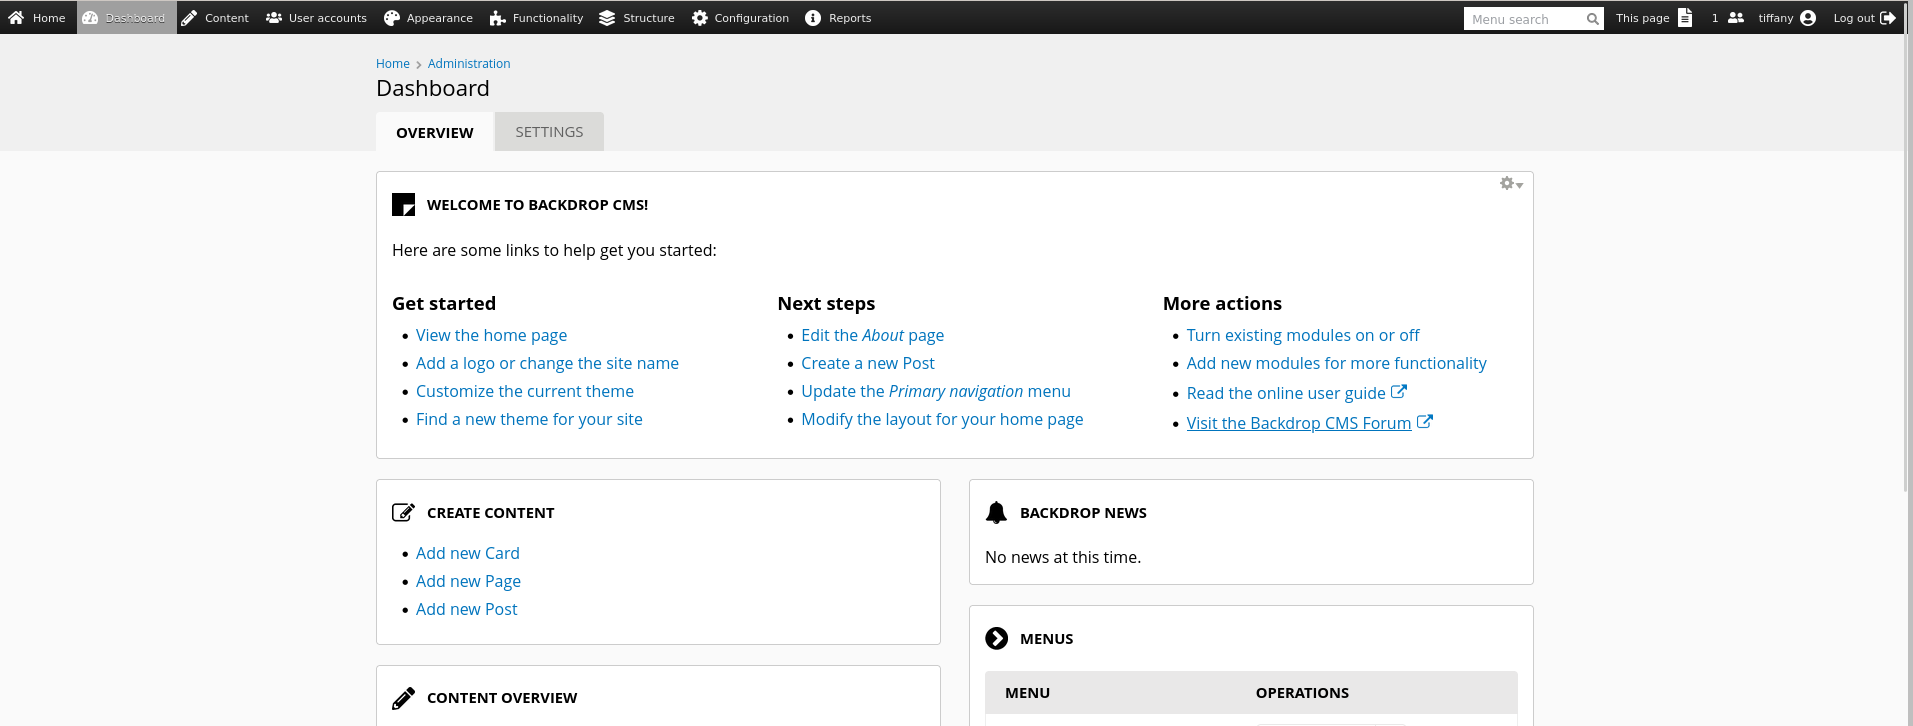 Home Dashboard Content User accounts Appearance Functionality Structure Configuration Reports Menu search This page 1 tiffany Log out
Home › Administration
Dashboard
OVERVIEW SETTINGS
WELCOME TO BACKDROP CMS!
Here are some links to help get you started:
Get started
View the home page
Add a logo or change the site name
Customize the current theme
Find a new theme for your site
Next steps
Edit the About page
Create a new Post
Update the Primary navigation menu
Modify the layout for your home page
More actions
Turn existing modules on or off
Add new modules for more functionality
Read the online user guide
Visit the Backdrop CMS Forum
CREATE CONTENT
Add new Card
Add new Page
Add new Post
CONTENT OVERVIEW
BACKDROP NEWS
No news at this time.
MENUS
MENU OPERATIONS